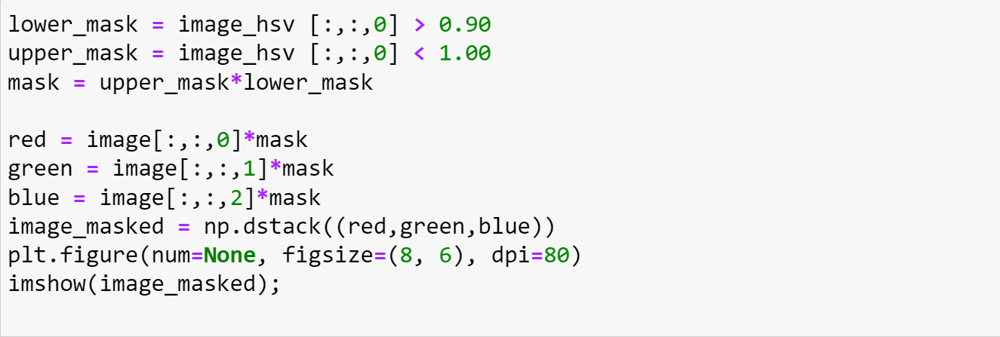 lower_mask = image_hsv [:,:,0] > 0.90
upper_mask = image_hsv [:,:,0] < 1.00
mask = upper_mask*lower_mask

red = image[:,:,0]*mask
green = image[:,:,1]*mask
blue = image[:,:,2]*mask
image_masked = np.dstack((red,green,blue))
plt.figure(num=None, figsize=(8, 6), dpi=80)
imshow(image_masked);